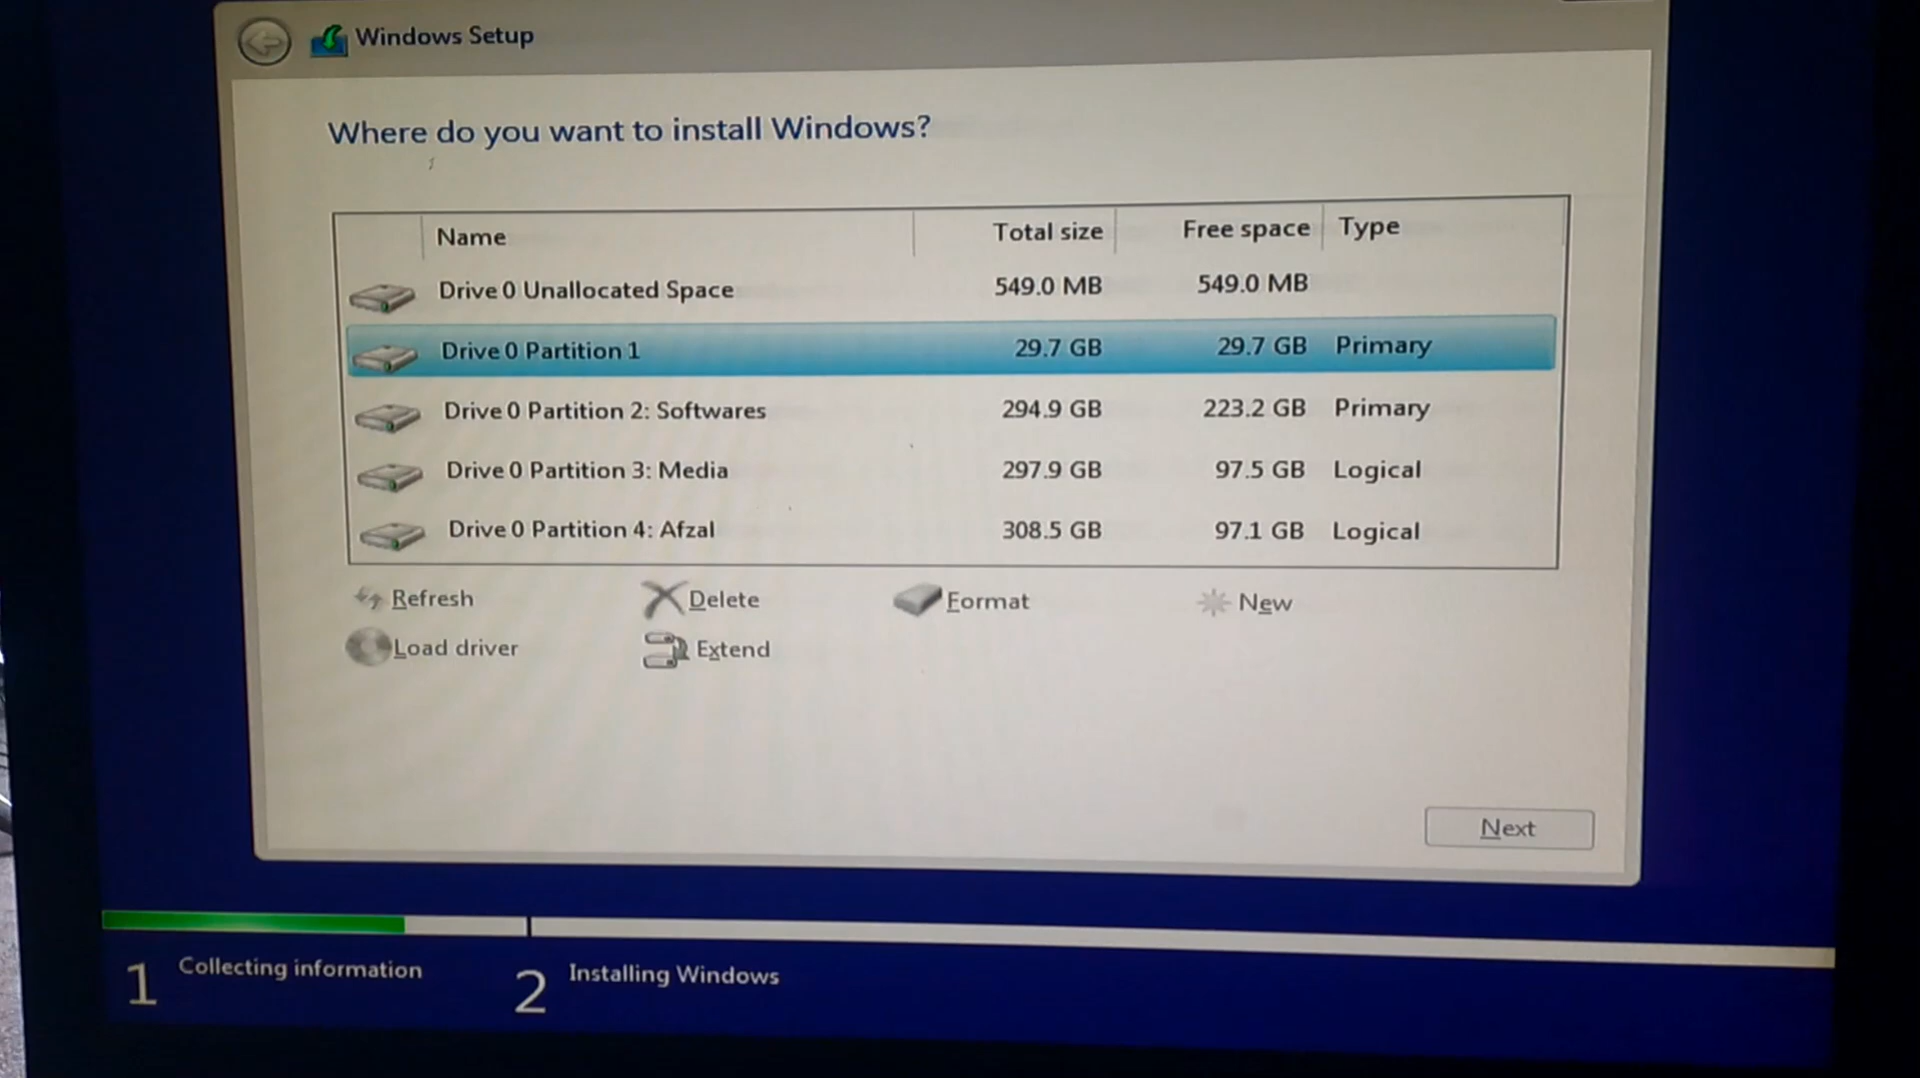 Windows Setup
Where do you want to install Windows?
Name Total size Free space Type
Drive 0 Unallocated Space 549.0 MB 549.0 MB
Drive 0 Partition 1 29.7 GB 29.7 GB Primary
Drive 0 Partition 2: Softwares 294.9 GB 223.2 GB Primary
Drive 0 Partition 3: Media 297.9 GB 97.5 GB Logical
Drive 0 Partition 4: Afzal 308.5 GB 97.1 GB Logical
Refresh Delete Format New
Load driver Extend
Next
1 Collecting information 2 Installing Windows